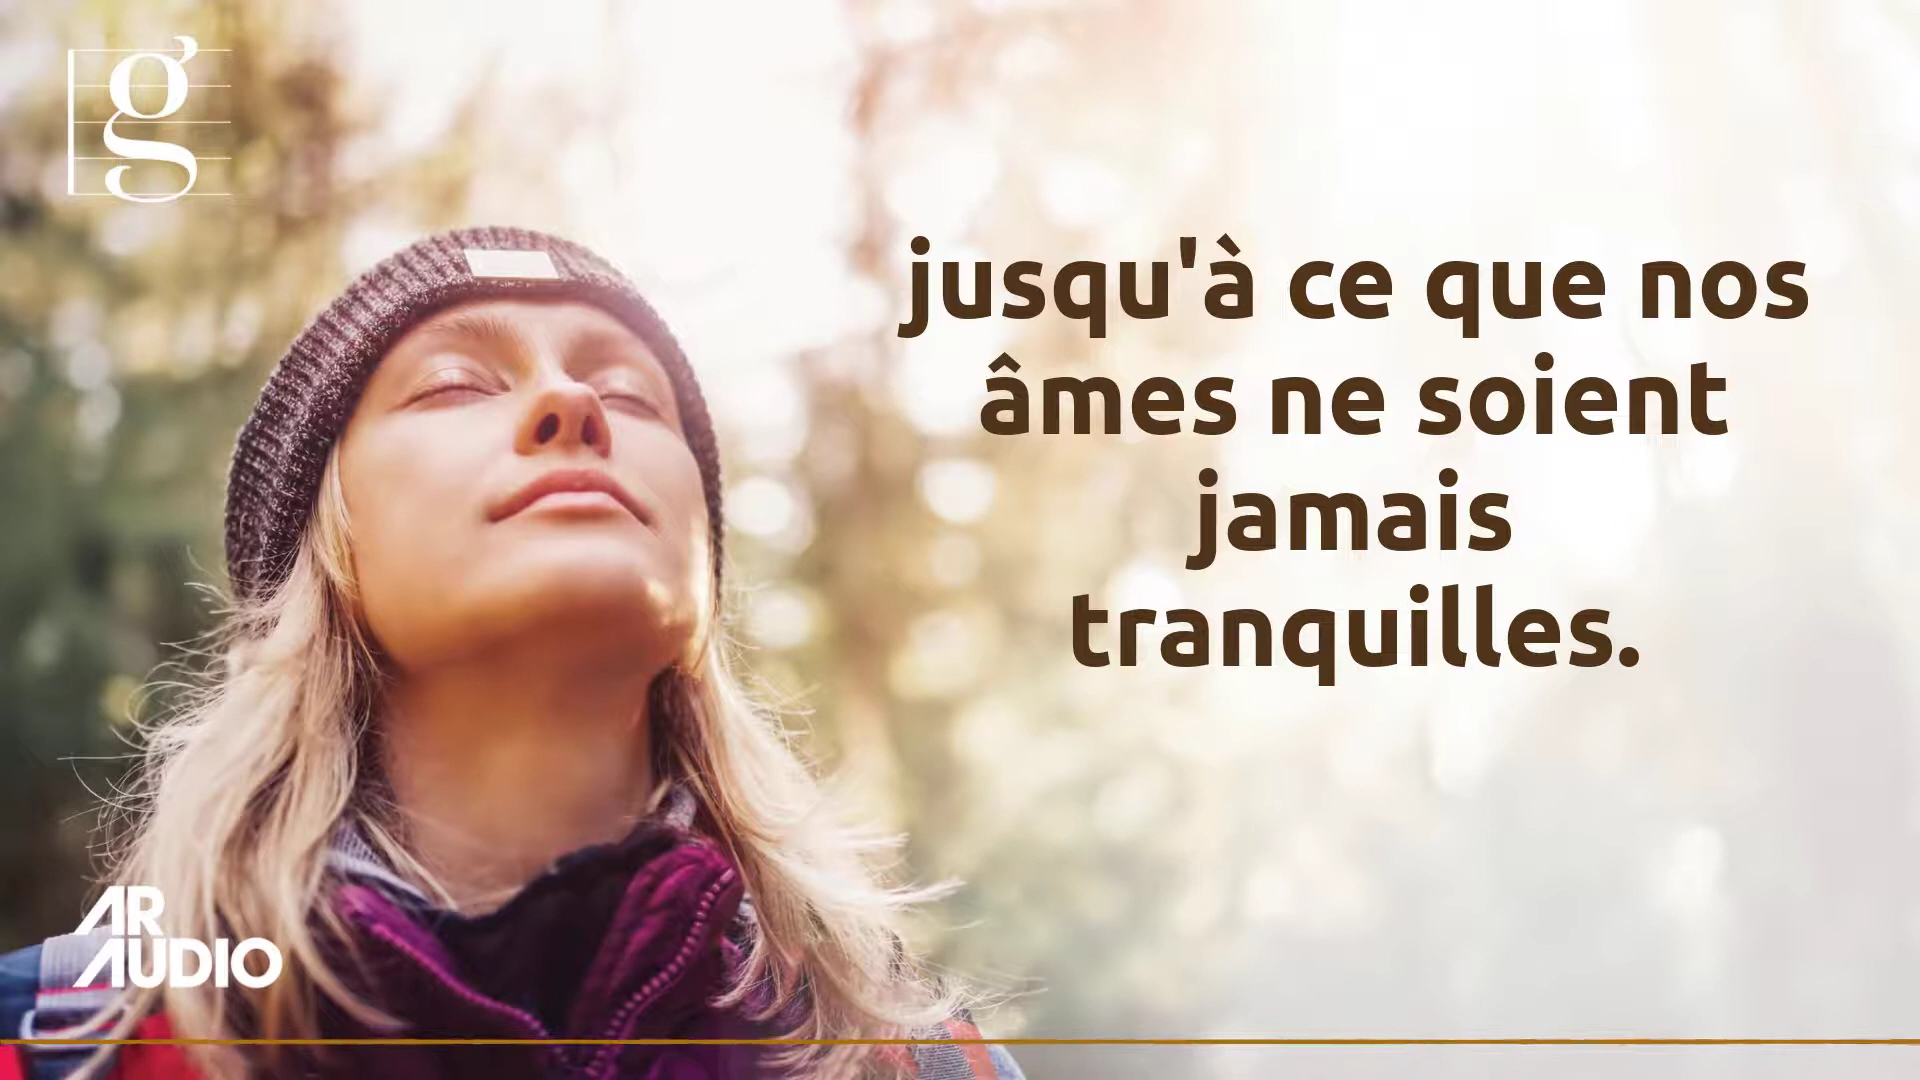 g
jusqu'à ce que nos
âmes ne soient
jamais
tranquilles.
AR
AUDIO